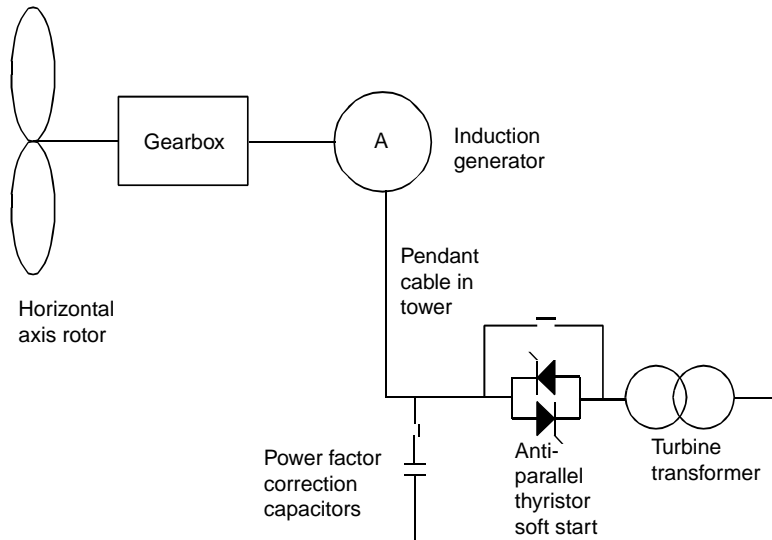 Gearbox
A
Induction
generator
Pendant
cable in
tower
Horizontal
axis rotor
Power factor
correction
capacitors
Anti-
parallel
thyristor
soft start
Turbine
transformer